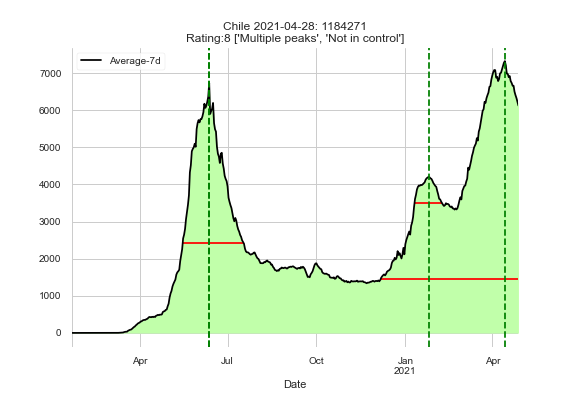 Chile 2021-04-28: 1184271
Rating:8 ['Multiple peaks', 'Not in control']
Average-7d
7000
6000
5000
4000
3000
2000
1000
0
Apr
Jul
Oct
Jan
2021
Apr
Date